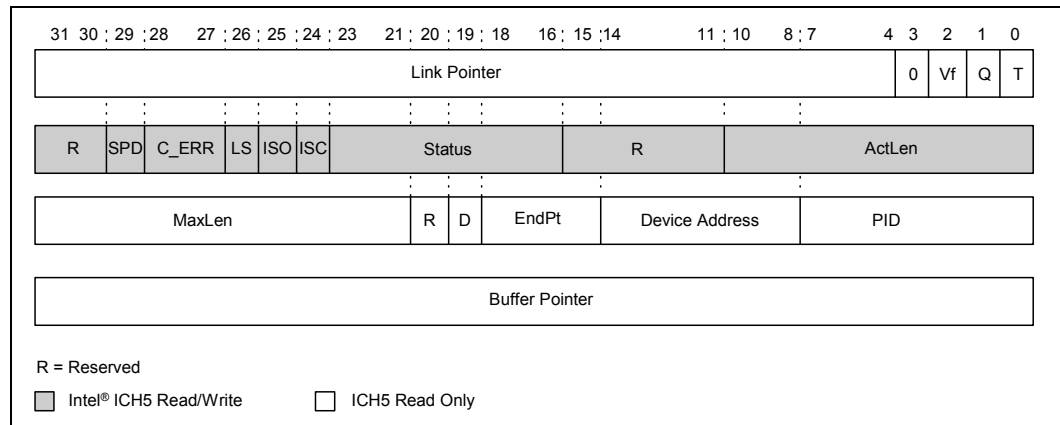 31 30 29 28 27 26 25 24 23 21 20 19 18 16 15 14 11 10 8 7 4 3 2 1 0
Link Pointer 0 Vf Q T
R SPD C_ERR LS ISO ISC Status R ActLen
MaxLen R D EndPt Device Address PID
Buffer Pointer
R = Reserved
Intel® ICH5 Read/Write ICH5 Read Only